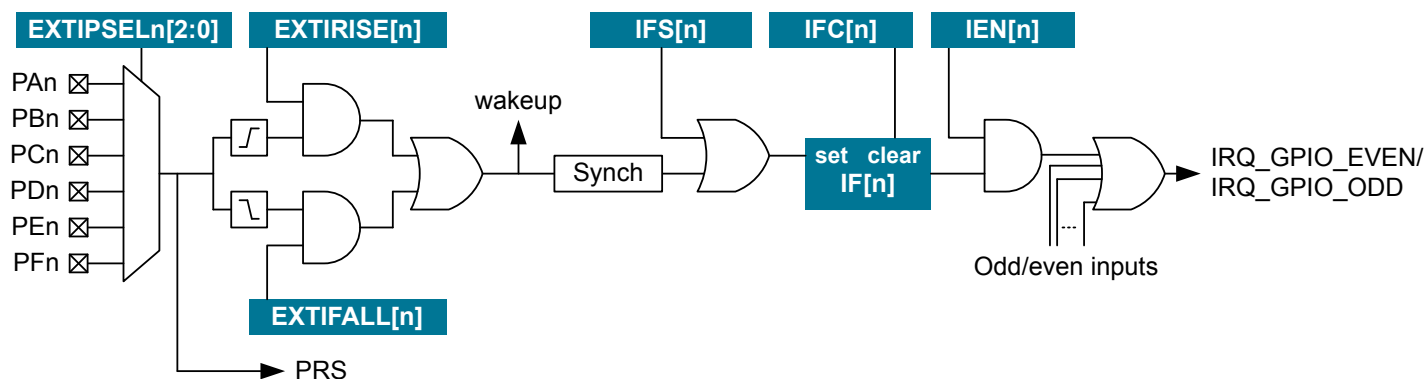 EXTIPSELn[2:0]
EXTIRISE[n]
IFS[n]
IFC[n]
IEN[n]
PAn
PBn
PCn
PDn
PEn
PFn
wakeup
Synch
set clear
IF[n]
IRQ_GPIO_EVEN/
IRQ_GPIO_ODD
...
Odd/even inputs
EXTIFALL[n]
PRS